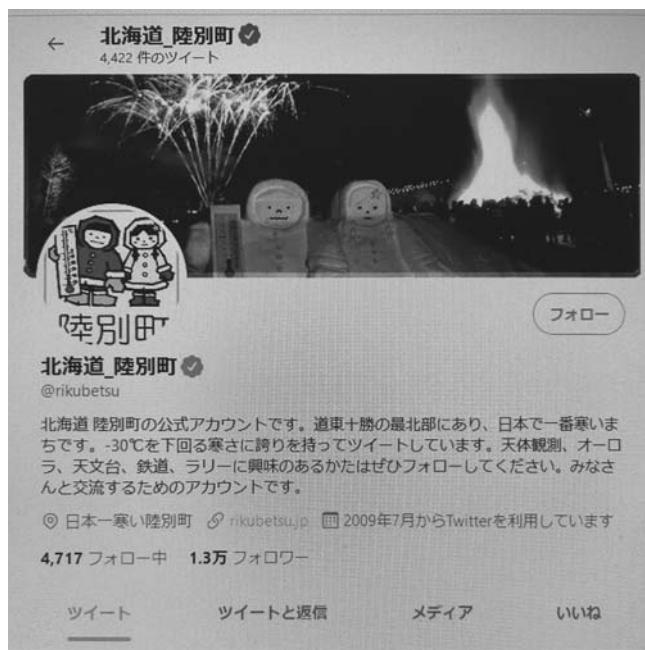 北海道_陸別町
4,422 件のツイート
陸別町
フォロー
北海道_陸別町
@rikubetsu
北海道 陸別町の公式アカウントです。道東十勝の最北部にあり、日本で一番寒いま
ちです。-30℃を下回る寒さに誇りを持ってツイートしています。天体観測、オーロ
ラ、天文台、鉄道、ラリーに興味のあるかたはぜひフォローしてください。みなさ
んと交流するためのアカウントです。
日本一寒い陸別町 rikubetsu.jp 2009年7月からTwitterを利用しています
4,717 フォロー中 1.3万 フォロワー
ツイート ツイートと返信 メディア いいね